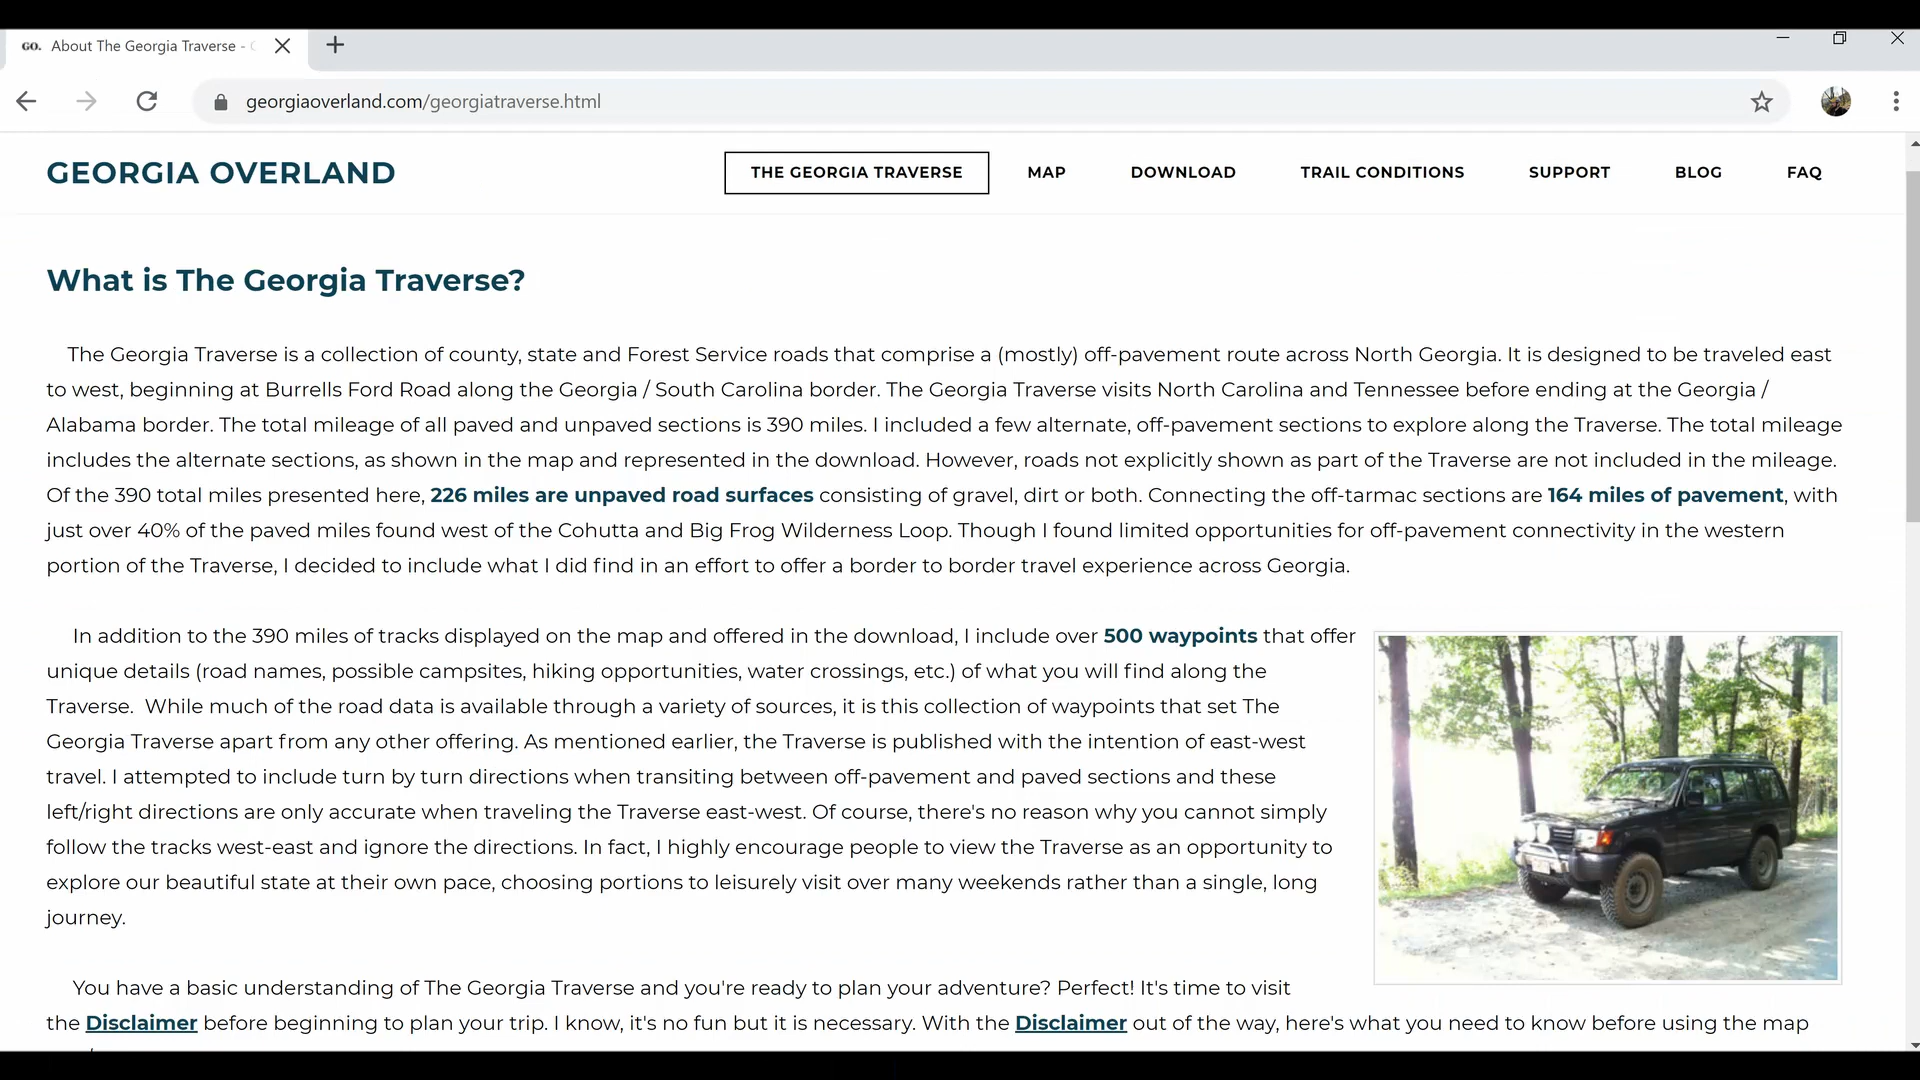 GO. About The Georgia Traverse -
georgiaoverland.com/georgiatraverse.html
GEORGIA OVERLAND
THE GEORGIA TRAVERSE MAP DOWNLOAD TRAIL CONDITIONS SUPPORT BLOG FAQ
What is The Georgia Traverse?
The Georgia Traverse is a collection of county, state and Forest Service roads that comprise a (mostly) off-pavement route across North Georgia. It is designed to be traveled east
to west, beginning at Burrells Ford Road along the Georgia / South Carolina border. The Georgia Traverse visits North Carolina and Tennessee before ending at the Georgia /
Alabama border. The total mileage of all paved and unpaved sections is 390 miles. I included a few alternate, off-pavement sections to explore along the Traverse. The total mileage
includes the alternate sections, as shown in the map and represented in the download. However, roads not explicitly shown as part of the Traverse are not included in the mileage.
Of the 390 total miles presented here, 226 miles are unpaved road surfaces consisting of gravel, dirt or both. Connecting the off-tarmac sections are 164 miles of pavement, with
just over 40% of the paved miles found west of the Cohutta and Big Frog Wilderness Loop. Though I found limited opportunities for off-pavement connectivity in the western
portion of the Traverse, I decided to include what I did find in an effort to offer a border to border travel experience across Georgia.
In addition to the 390 miles of tracks displayed on the map and offered in the download, I include over 500 waypoints that offer
unique details (road names, possible campsites, hiking opportunities, water crossings, etc.) of what you will find along the
Traverse. While much of the road data is available through a variety of sources, it is this collection of waypoints that set The
Georgia Traverse apart from any other offering. As mentioned earlier, the Traverse is published with the intention of east-west
travel. I attempted to include turn by turn directions when transiting between off-pavement and paved sections and these
left/right directions are only accurate when traveling the Traverse east-west. Of course, there's no reason why you cannot simply
follow the tracks west-east and ignore the directions. In fact, I highly encourage people to view the Traverse as an opportunity to
explore our beautiful state at their own pace, choosing portions to leisurely visit over many weekends rather than a single, long
journey.
You have a basic understanding of The Georgia Traverse and you're ready to plan your adventure? Perfect! It's time to visit
the Disclaimer before beginning to plan your trip. I know, it's no fun but it is necessary. With the Disclaimer out of the way, here's what you need to know before using the map